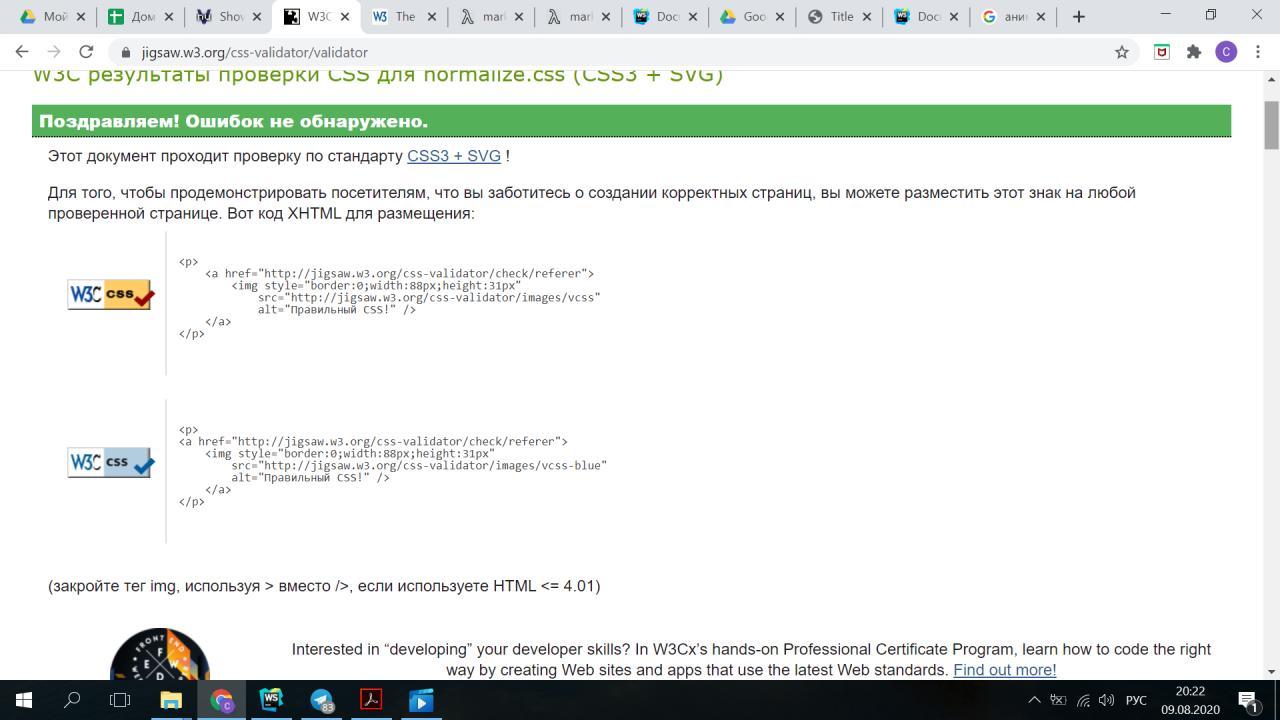 Мой
Дом
Shov
W3C
The
mar
mar
Docu
Goo
Title
Docu
ани
jigsaw.w3.org/css-validator/validator
C
W3C результаты проверки CSS для normalize.css (CSS3 + SVG)
Поздравляем! Ошибок не обнаружено.
Этот документ проходит проверку по стандарту CSS3 + SVG !
Для того, чтобы продемонстрировать посетителям, что вы заботитесь о создании корректных страниц, вы можете разместить этот знак на любой
проверенной странице. Вот код XHTML для размещения:
W3C css
<p>
<a href="http://jigsaw.w3.org/css-validator/check/referer">
<img style="border:0;width:88px;height:31px"
src="http://jigsaw.w3.org/css-validator/images/vcss"
alt="Правильный CSS!" />
</a>
</p>
W3C css
<p>
<a href="http://jigsaw.w3.org/css-validator/check/referer">
<img style="border:0;width:88px;height:31px"
src="http://jigsaw.w3.org/css-validator/images/vcss-blue"
alt="Правильный CSS!" />
</a>
</p>
(закройте тег img, используя > вместо />, если используете HTML <= 4.01)
FRONT END
Interested in “developing” your developer skills? In W3Cx’s hands-on Professional Certificate Program, learn how to code the right
way by creating Web sites and apps that use the latest Web standards. Find out more!
WS
83
РУС
20:22
09.08.2020
1